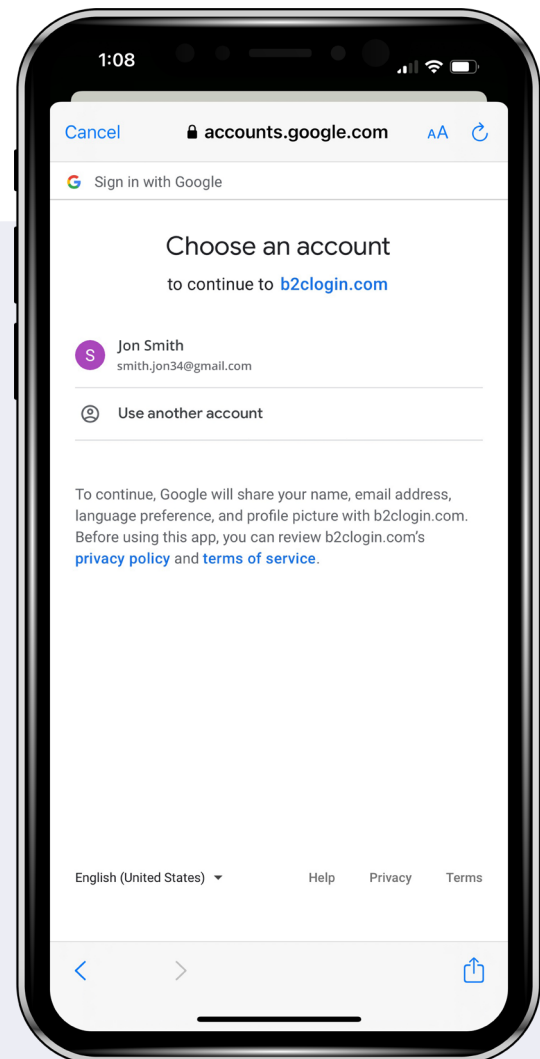 1:08
Cancel accounts.google.com AA
G Sign in with Google
Choose an account
to continue to b2clogin.com
S Jon Smith
smith.jon34@gmail.com
Use another account
To continue, Google will share your name, email address,
language preference, and profile picture with b2clogin.com.
Before using this app, you can review b2clogin.com's
privacy policy and terms of service.
English (United States) Help Privacy Terms